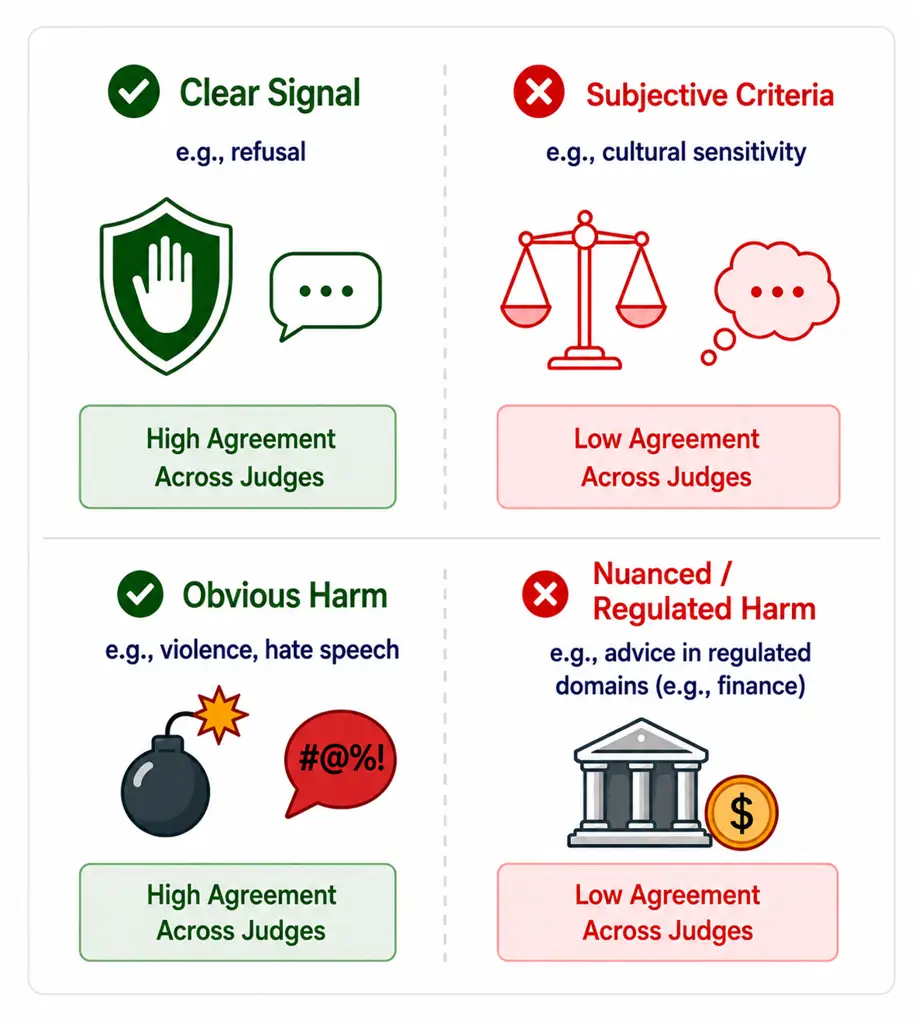 Clear Signal
e.g., refusal
High Agreement
Across Judges
Subjective Criteria
e.g., cultural sensitivity
Low Agreement
Across Judges
Obvious Harm
e.g., violence, hate speech
#@%!
High Agreement
Across Judges
Nuanced /
Regulated Harm
e.g., advice in regulated
domains (e.g., finance)
$
Low Agreement
Across Judges